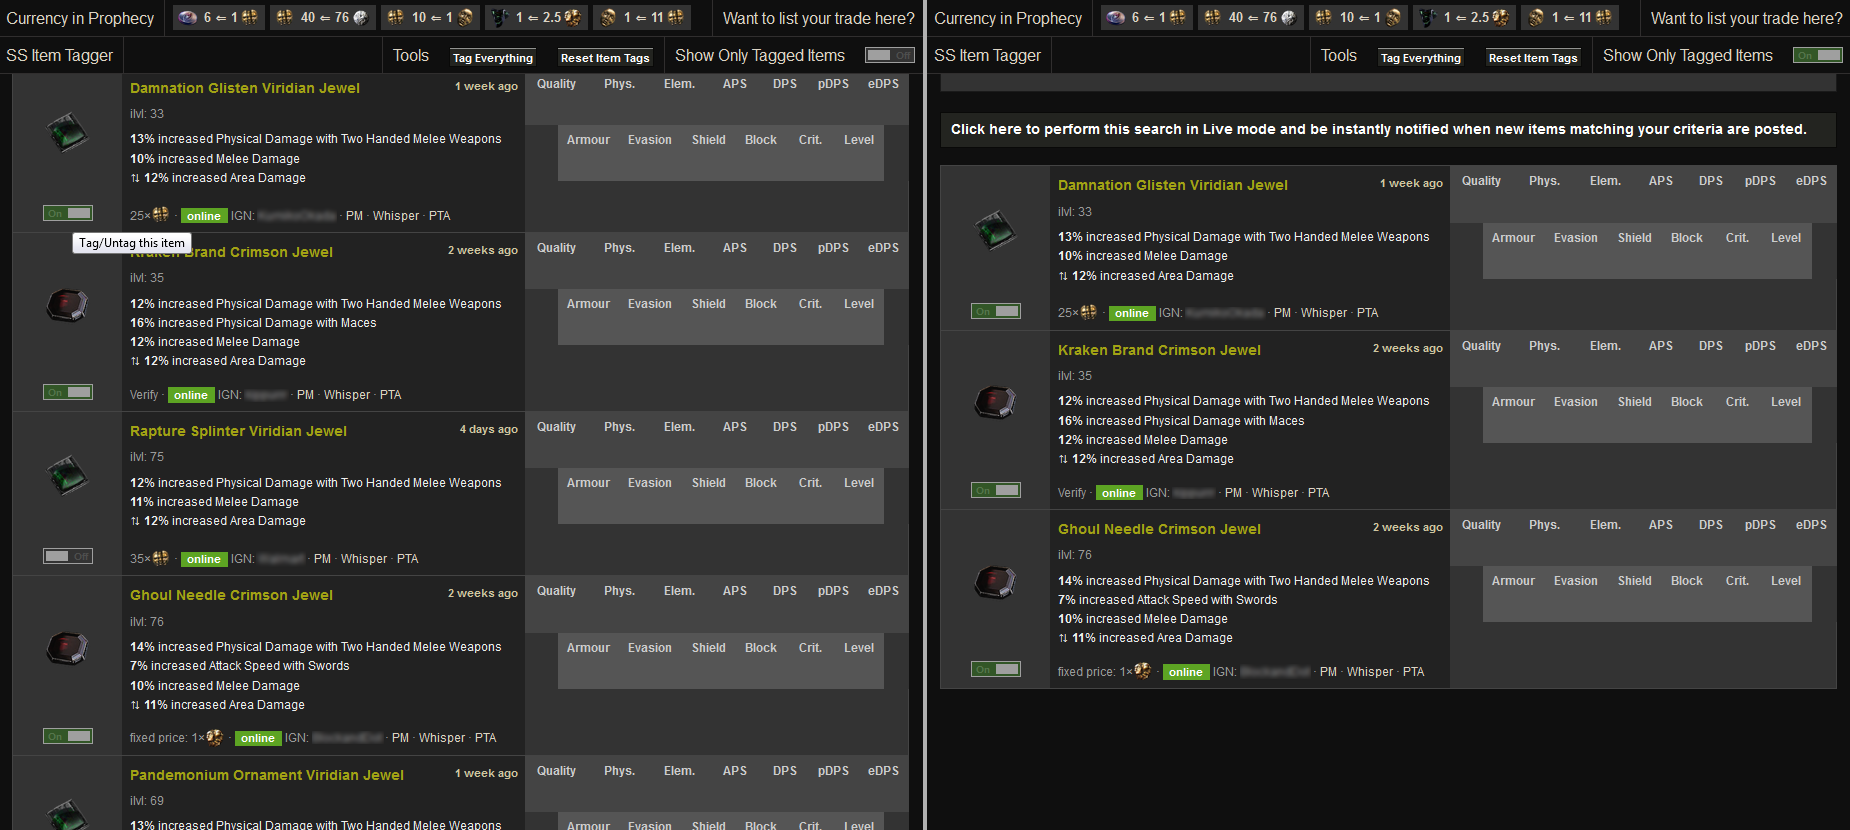 Currency in Prophecy 6 ⇐ 1 40 ⇐ 76 10 ⇐ 1 1 ⇐ 2.5 1 ⇐ 11 Want to list your trade here?
SS Item Tagger Tools Tag Everything Reset Item Tags Show Only Tagged Items Off
Damnation Glisten Viridian Jewel 1 week ago Quality Phys. Elem. APS DPS pDPS eDPS
ilvl: 33
13% increased Physical Damage with Two Handed Melee Weapons Armour Evasion Shield Block Crit. Level
10% increased Melee Damage
⇅ 12% increased Area Damage
On 25× · online IGN: · PM · Whisper · PTA
Tag/Untag this item
Kraken Brand Crimson Jewel 2 weeks ago Quality Phys. Elem. APS DPS pDPS eDPS
ilvl: 35
12% increased Physical Damage with Two Handed Melee Weapons Armour Evasion Shield Block Crit. Level
16% increased Physical Damage with Maces
12% increased Melee Damage
⇅ 12% increased Area Damage
On Verify · online IGN: · PM · Whisper · PTA
Rapture Splinter Viridian Jewel 4 days ago Quality Phys. Elem. APS DPS pDPS eDPS
ilvl: 75
12% increased Physical Damage with Two Handed Melee Weapons Armour Evasion Shield Block Crit. Level
11% increased Melee Damage
⇅ 12% increased Area Damage
Off 35× · online IGN: · PM · Whisper · PTA
Ghoul Needle Crimson Jewel 2 weeks ago Quality Phys. Elem. APS DPS pDPS eDPS
ilvl: 76
14% increased Physical Damage with Two Handed Melee Weapons Armour Evasion Shield Block Crit. Level
7% increased Attack Speed with Swords
10% increased Melee Damage
⇅ 11% increased Area Damage
On fixed price: 1× · online IGN: · PM · Whisper · PTA
Pandemonium Ornament Viridian Jewel 1 week ago Quality Phys. Elem. APS DPS pDPS eDPS
ilvl: 69
13% increased Physical Damage with Two Handed Melee Weapons Armour Evasion Shield Block Crit. Level
Currency in Prophecy 6 ⇐ 1 40 ⇐ 76 10 ⇐ 1 1 ⇐ 2.5 1 ⇐ 11 Want to list your trade here?
SS Item Tagger Tools Tag Everything Reset Item Tags Show Only Tagged Items On
Click here to perform this search in Live mode and be instantly notified when new items matching your criteria are posted.
Damnation Glisten Viridian Jewel 1 week ago Quality Phys. Elem. APS DPS pDPS eDPS
ilvl: 33
13% increased Physical Damage with Two Handed Melee Weapons Armour Evasion Shield Block Crit. Level
10% increased Melee Damage
⇅ 12% increased Area Damage
On 25× · online IGN: · PM · Whisper · PTA
Kraken Brand Crimson Jewel 2 weeks ago Quality Phys. Elem. APS DPS pDPS eDPS
ilvl: 35
12% increased Physical Damage with Two Handed Melee Weapons Armour Evasion Shield Block Crit. Level
16% increased Physical Damage with Maces
12% increased Melee Damage
⇅ 12% increased Area Damage
On Verify · online IGN: · PM · Whisper · PTA
Ghoul Needle Crimson Jewel 2 weeks ago Quality Phys. Elem. APS DPS pDPS eDPS
ilvl: 76
14% increased Physical Damage with Two Handed Melee Weapons Armour Evasion Shield Block Crit. Level
7% increased Attack Speed with Swords
10% increased Melee Damage
⇅ 11% increased Area Damage
On fixed price: 1× · online IGN: · PM · Whisper · PTA